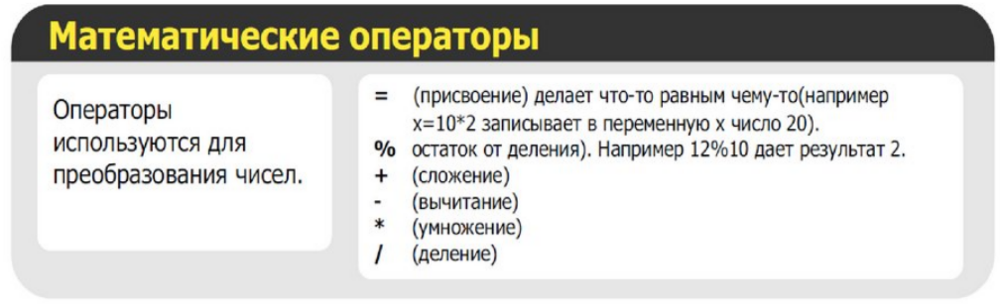 Математические операторы
Операторы
используются для
преобразования чисел.
= (присвоение) делает что-то равным чему-то(например
x=10*2 записывает в переменную x число 20).
% остаток от деления). Например 12%10 дает результат 2.
+ (сложение)
- (вычитание)
* (умножение)
/ (деление)